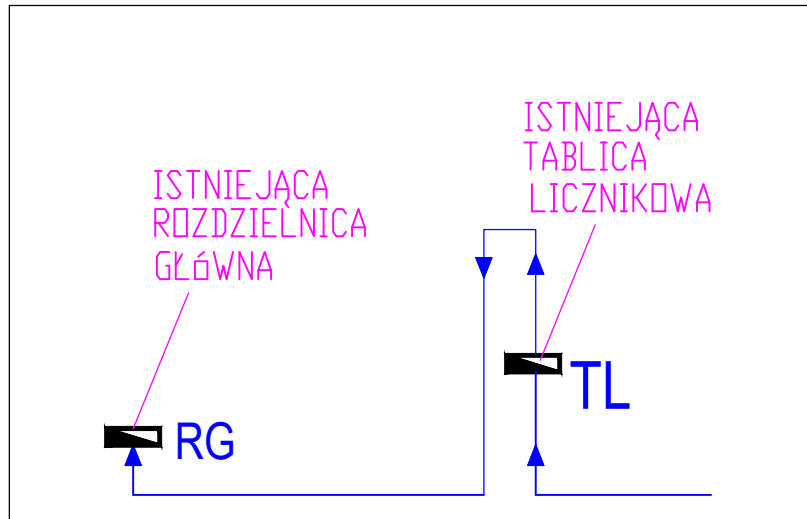 ISTNIEJĄCA
TABLICA
LICZNIKOWA
ISTNIEJĄCA
ROZDZIELNICA
GŁóWNA
TL
RG